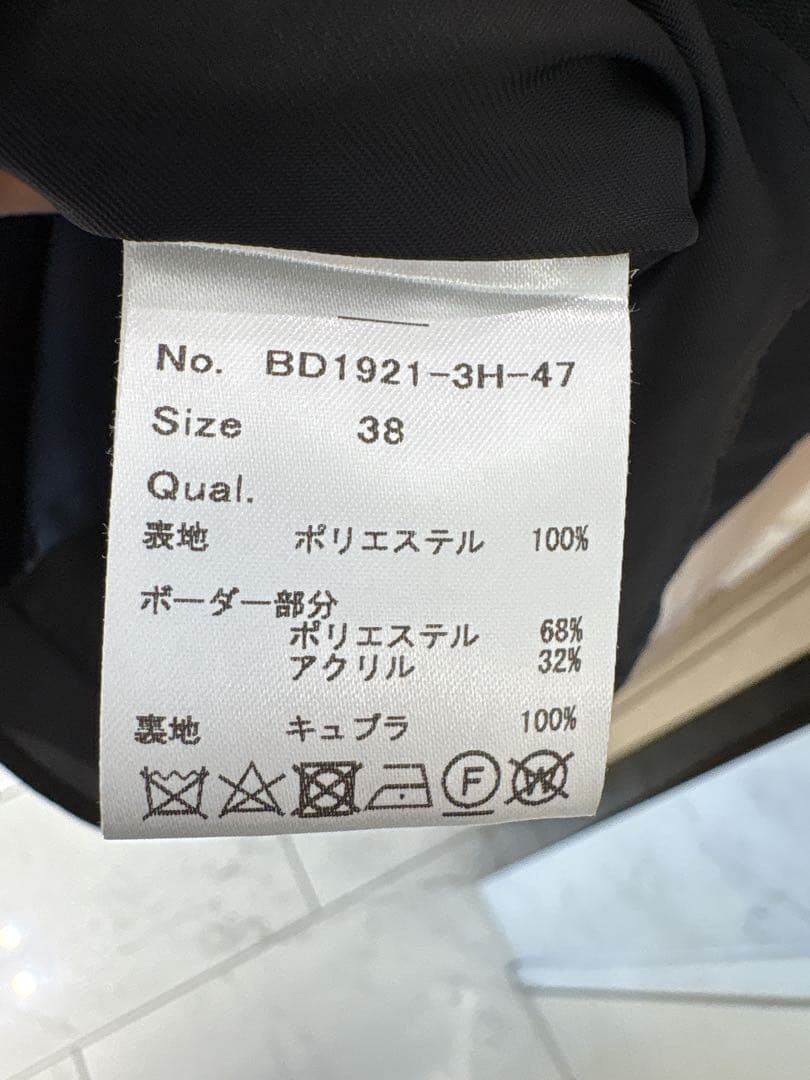 No. BD1921-3H-47
Size 38
Qual.
表地 ポリエステル 100%
ボーダー部分
ポリエステル 68%
アクリル 32%
裏地 キュプラ 100%
F W